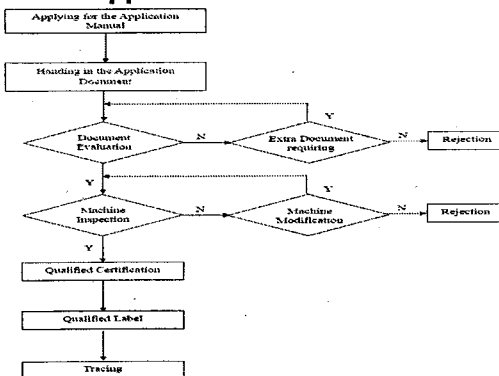 Applying for the Application
Manual
Handing in the Application
Document
Y
Document
Evaluation
N
Extra Document
requiring
N
Rejection
Y
Y
Machine
Inspection
N
Machine
Modification
N
Rejection
Y
Qualified Certification
Qualified Label
Tracing